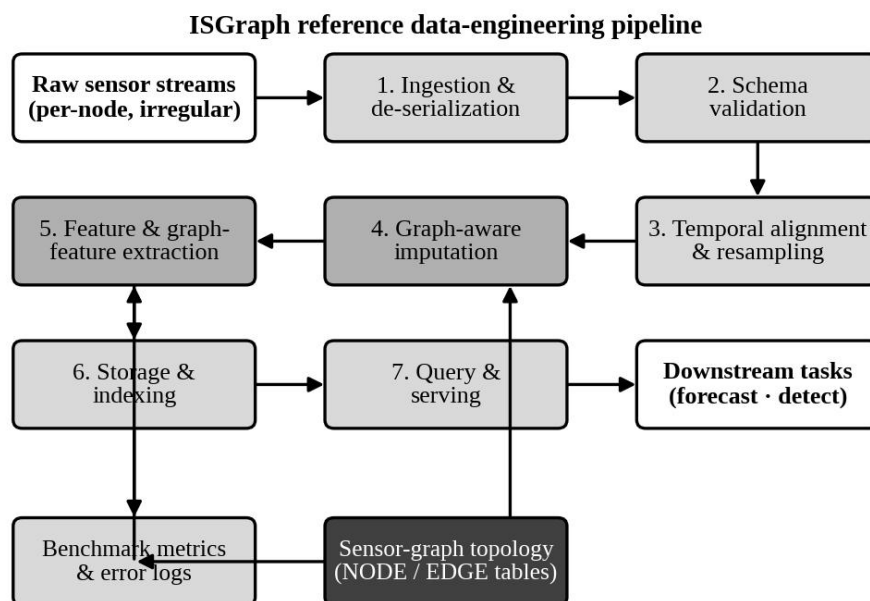 ISGraph reference data-engineering pipeline
Raw sensor streams
(per-node, irregular)
1. Ingestion &
de-serialization
2. Schema
validation
5. Feature & graph-
feature extraction
4. Graph-aware
imputation
3. Temporal alignment
& resampling
6. Storage &
indexing
7. Query &
serving
Downstream tasks
(forecast · detect)
Benchmark metrics
& error logs
Sensor-graph topology
(NODE / EDGE tables)